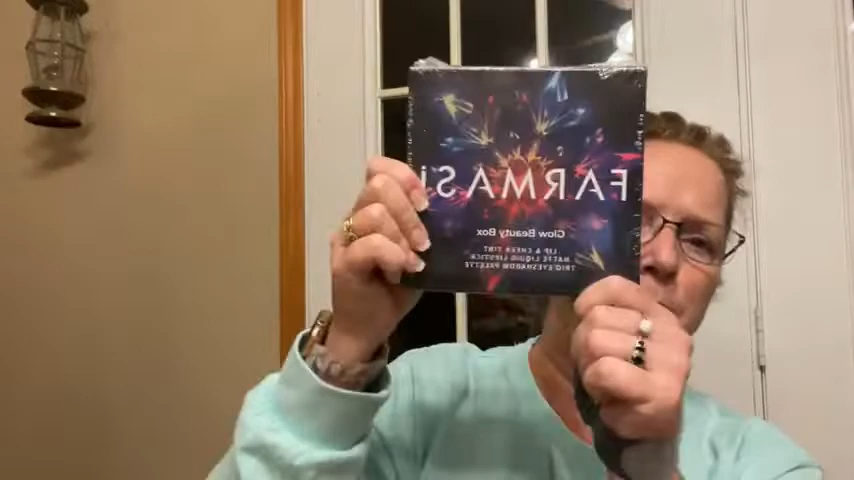 FARMASi
Glow Beauty Box
LIP & CHEEK TINT
MATTE LIQUID LIPSTICK
TRIO EYESHADOW PALETTE